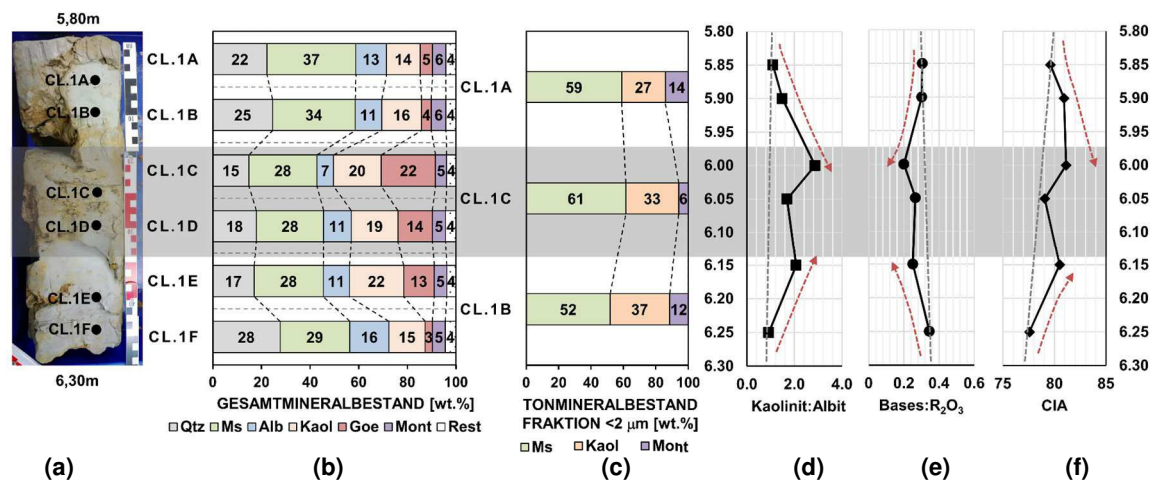 5,80m
CL.1A
CL.1B
CL.1C
CL.1D
CL.1E
CL.1F
6,30m
(a)
CL.1A 22 37 13 14 5 6 4
CL.1B 25 34 11 16 4 6 4
CL.1C 15 28 7 20 22 5 4
CL.1D 18 28 11 19 14 5 4
CL.1E 17 28 11 22 13 5 4
CL.1F 28 29 16 15 3 5 4
0 20 40 60 80 100
GESAMTMINERALBESTAND [wt.%]
Qtz Ms Alb Kaol Goe Mont Rest
(b)
CL.1A 59 27 14
CL.1C 61 33 6
CL.1B 52 37 12
0 20 40 60 80 100
TONMINERALBESTAND
FRAKTION <2 µm [wt.%]
Ms Kaol Mont
(c)
0.0 2.0 4.0
Kaolinit:Albit
(d)
0.0 0.2 0.4 0.6
Bases:R₂O₃
(e)
5.80 5.80
5.85 5.85
5.90 5.90
5.95 5.95
6.00 6.00
6.05 6.05
6.10 6.10
6.15 6.15
6.20 6.20
6.25 6.25
6.30 6.30
75 80 85
CIA
(f)